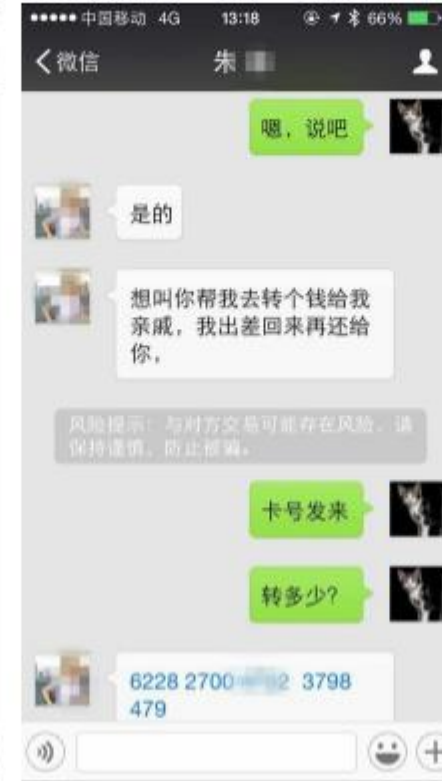 中国移动 4G 13:18 66%
微信 朱
嗯，说吧
是的
想叫你帮我去转个钱给我
亲戚，我出差回来再还给
你，
风险提示：与对方交易可能存在风险，请
保持谨慎，防止被骗。
卡号发来
转多少？
6228 2700 2 3798
479